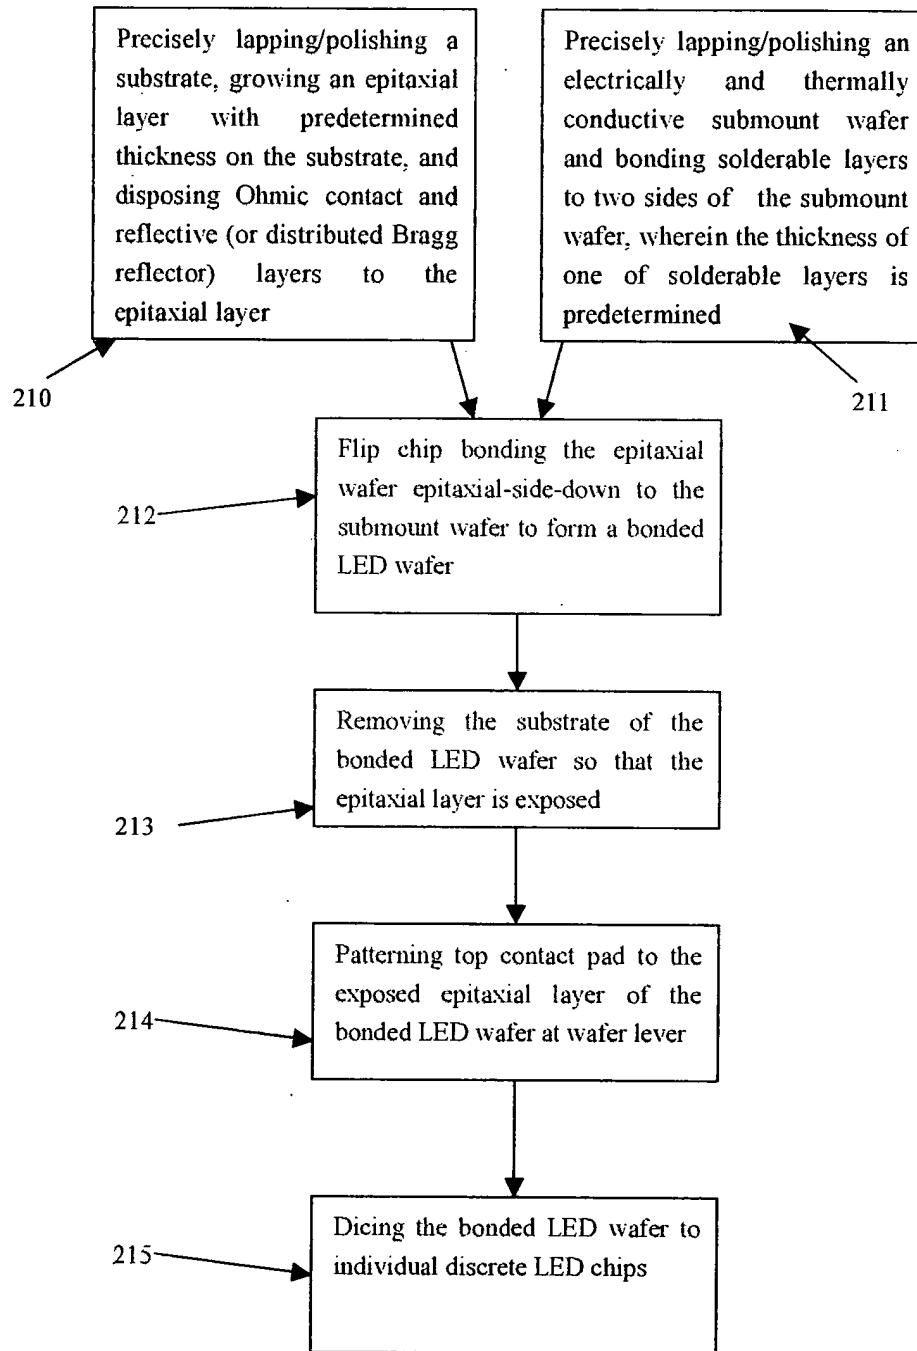 Precisely lapping/polishing a
substrate, growing an epitaxial
layer with predetermined
thickness on the substrate, and
disposing Ohmic contact and
reflective (or distributed Bragg
reflector) layers to the
epitaxial layer
Precisely lapping/polishing an
electrically and thermally
conductive submount wafer
and bonding solderable layers
to two sides of the submount
wafer, wherein the thickness of
one of solderable layers is
predetermined
210
211
Flip chip bonding the epitaxial
wafer epitaxial-side-down to the
submount wafer to form a bonded
LED wafer
212
Removing the substrate of the
bonded LED wafer so that the
epitaxial layer is exposed
213
Patterning top contact pad to the
exposed epitaxial layer of the
bonded LED wafer at wafer lever
214
Dicing the bonded LED wafer to
individual discrete LED chips
215